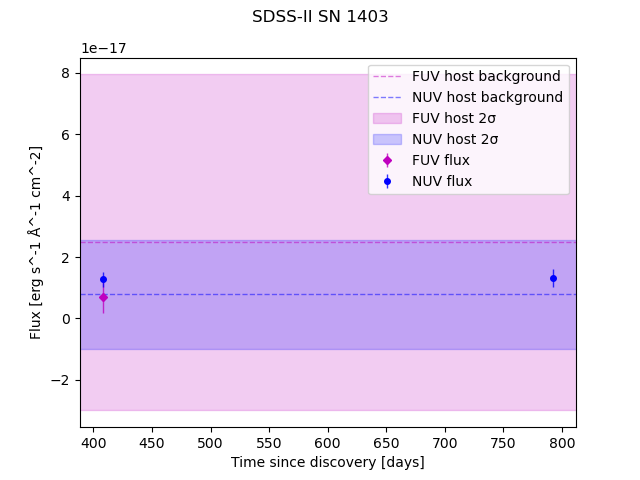 SDSS-II SN 1403
1e−17
FUV host background
NUV host background
FUV host 2σ
NUV host 2σ
FUV flux
NUV flux
8
6
4
2
0
−2
Flux [erg s^-1 Å^-1 cm^-2]
400 450 500 550 600 650 700 750 800
Time since discovery [days]